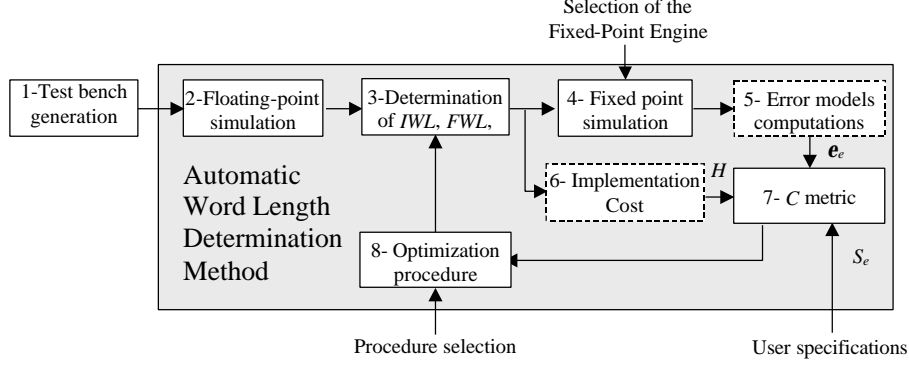 Selection of the
Fixed-Point Engine
1-Test bench
generation
2-Floating-point
simulation
3-Determination
of IWL, FWL,
4- Fixed point
simulation
5- Error models
computations
e e
6- Implementation
Cost
H
7- C metric
Automatic
Word Length
Determination
Method
8- Optimization
procedure
S e
Procedure selection
User specifications